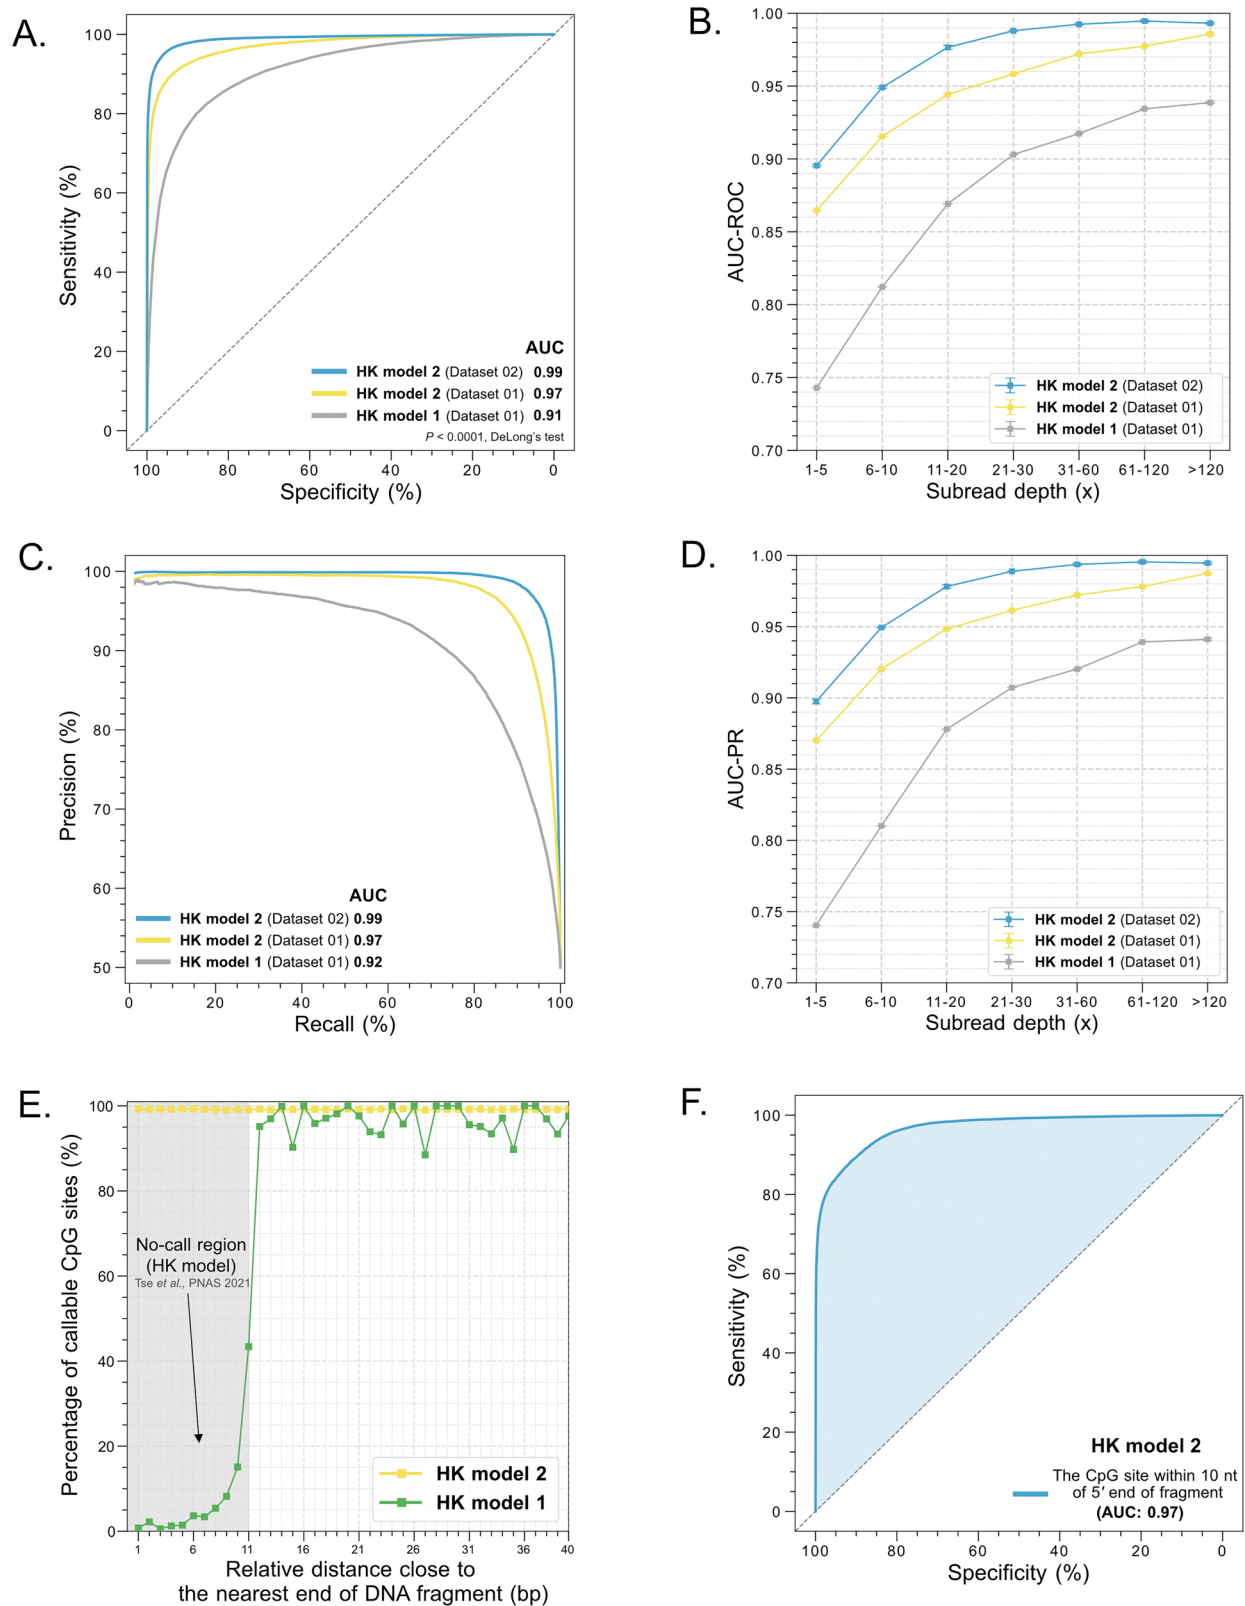 A.
100
80
60
40
20
0
Sensitivity (%)
100 80 60 40 20 0
Specificity (%)
AUC
HK model 2 (Dataset 02) 0.99
HK model 2 (Dataset 01) 0.97
HK model 1 (Dataset 01) 0.91
P < 0.0001, DeLong's test
B.
1.00
0.95
0.90
0.85
0.80
0.75
0.70
AUC-ROC
1-5 6-10 11-20 21-30 31-60 61-120 >120
Subread depth (x)
HK model 2 (Dataset 02)
HK model 2 (Dataset 01)
HK model 1 (Dataset 01)
C.
100
90
80
70
60
50
Precision (%)
0 20 40 60 80 100
Recall (%)
AUC
HK model 2 (Dataset 02) 0.99
HK model 2 (Dataset 01) 0.97
HK model 1 (Dataset 01) 0.92
D.
1.00
0.95
0.90
0.85
0.80
0.75
0.70
AUC-PR
1-5 6-10 11-20 21-30 31-60 61-120 >120
Subread depth (x)
HK model 2 (Dataset 02)
HK model 2 (Dataset 01)
HK model 1 (Dataset 01)
E.
100
80
60
40
20
0
Percentage of callable CpG sites (%)
No-call region
(HK model)
Tse et al., PNAS 2021
HK model 2
HK model 1
1 6 11 16 21 26 31 36 40
Relative distance close to
the nearest end of DNA fragment (bp)
F.
100
80
60
40
20
0
Sensitivity (%)
HK model 2
The CpG site within 10 nt
of 5′ end of fragment
(AUC: 0.97)
100 80 60 40 20 0
Specificity (%)